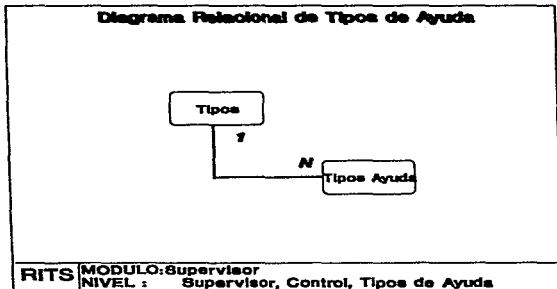 Diagrama Relacional de Tipos de Ayuda
Tipos
1
N
Tipos Ayuda
RITS
MODULO:Supervisor
NIVEL : Supervisor, Control, Tipos de Ayuda